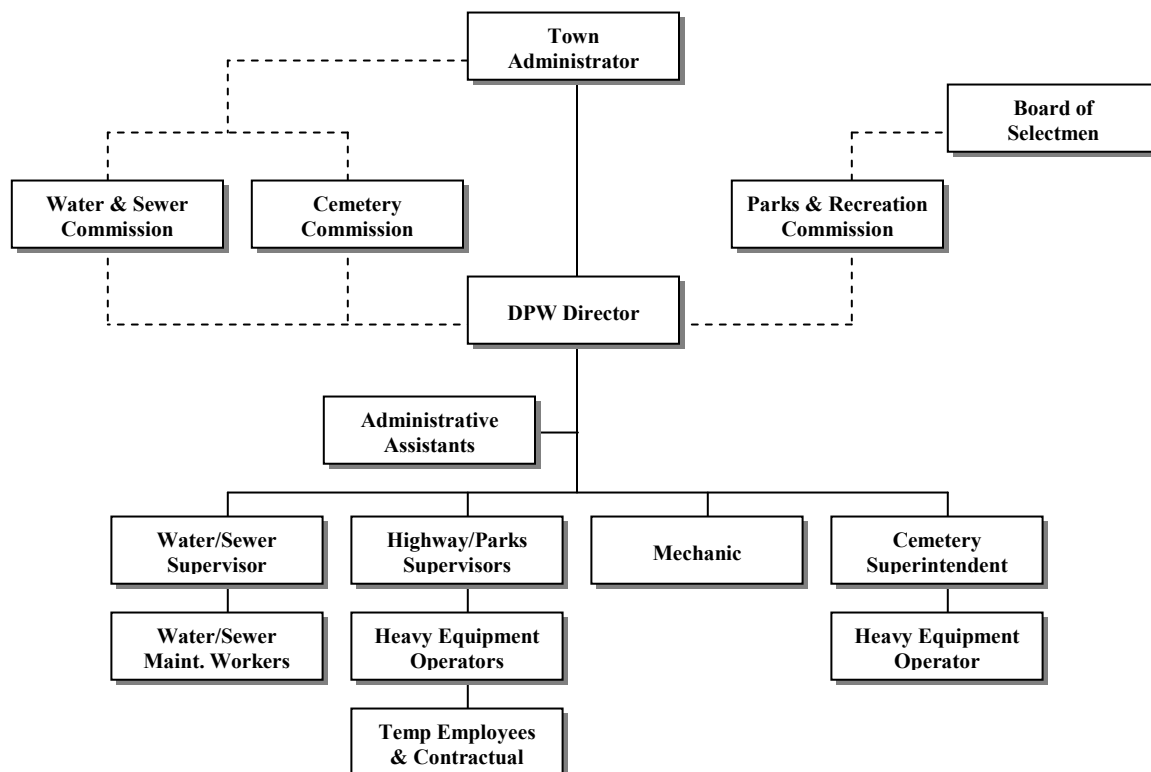 Town
Administrator
Board of
Selectmen
Water & Sewer
Commission
Cemetery
Commission
Parks & Recreation
Commission
DPW Director
Administrative
Assistants
Water/Sewer
Supervisor
Highway/Parks
Supervisors
Mechanic
Cemetery
Superintendent
Water/Sewer
Maint. Workers
Heavy Equipment
Operators
Heavy Equipment
Operator
Temp Employees
& Contractual